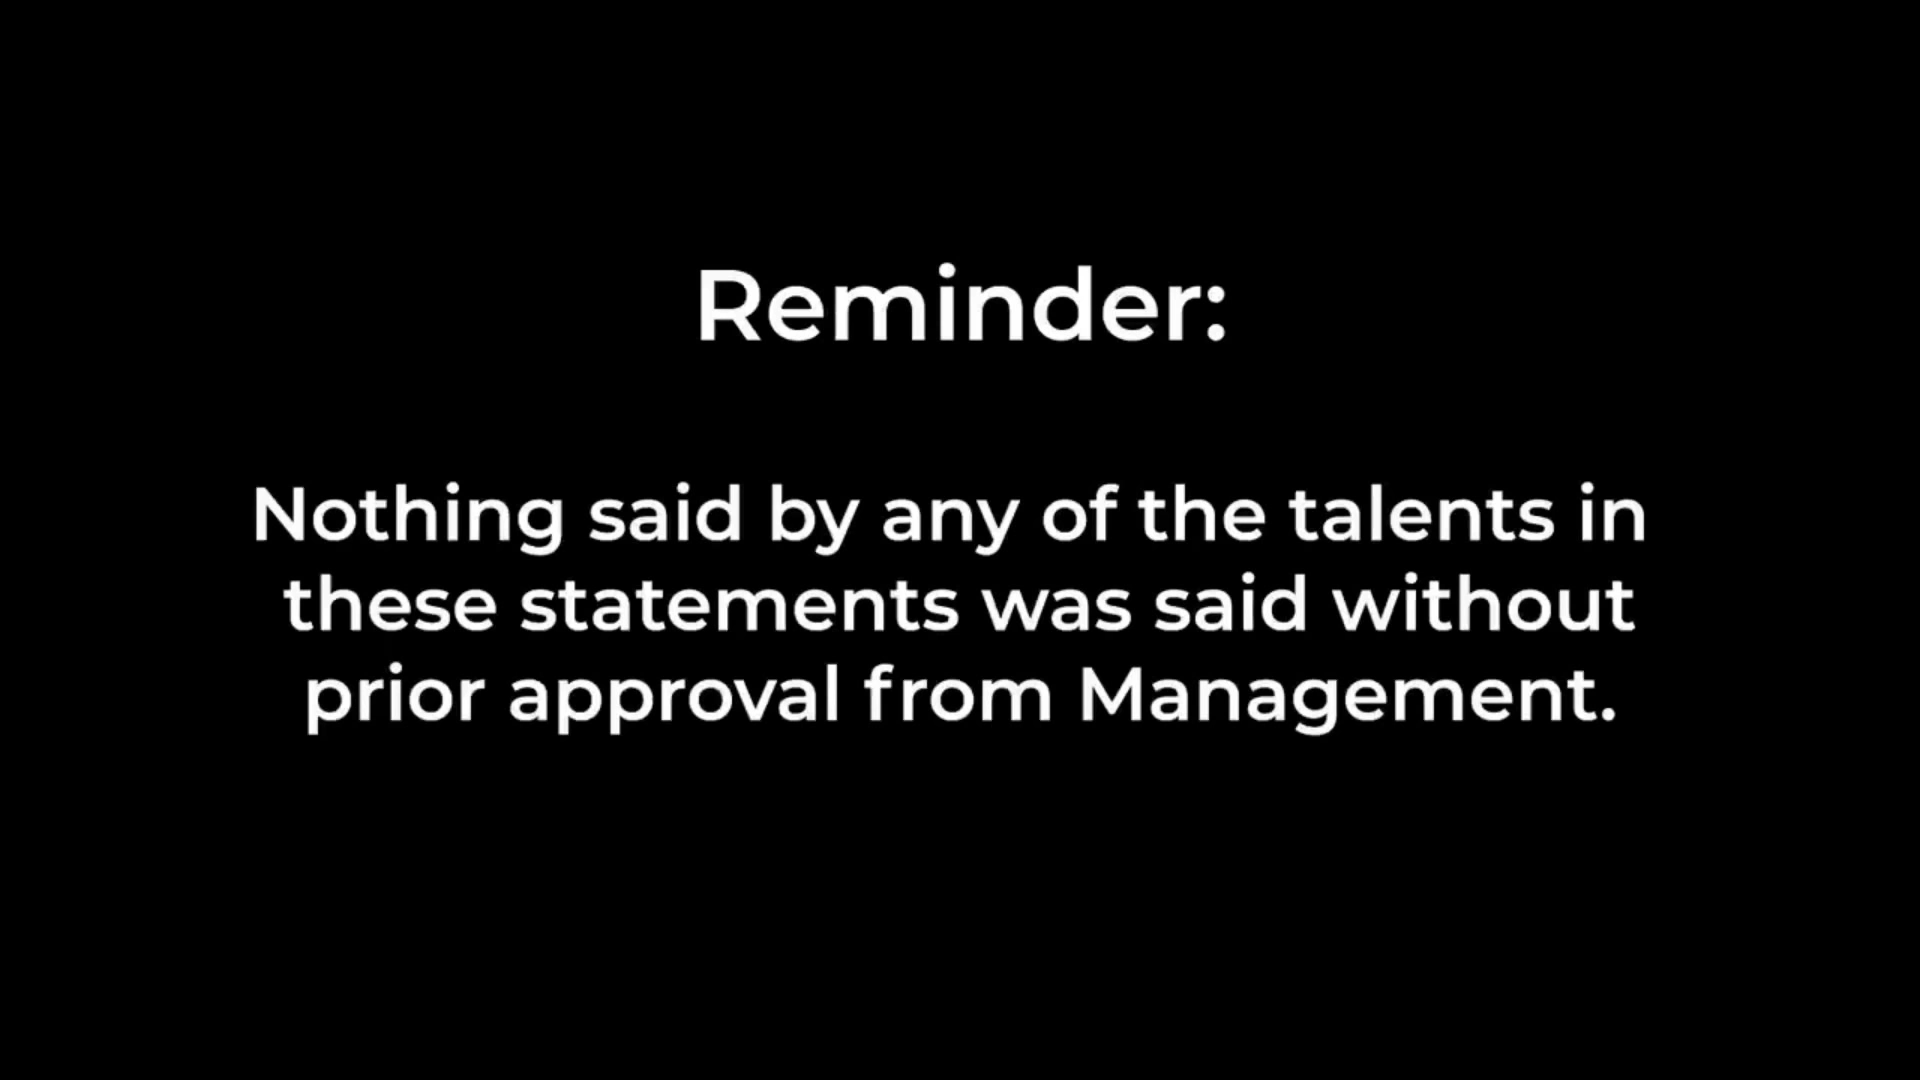 Reminder:
Nothing said by any of the talents in
these statements was said without
prior approval from Management.